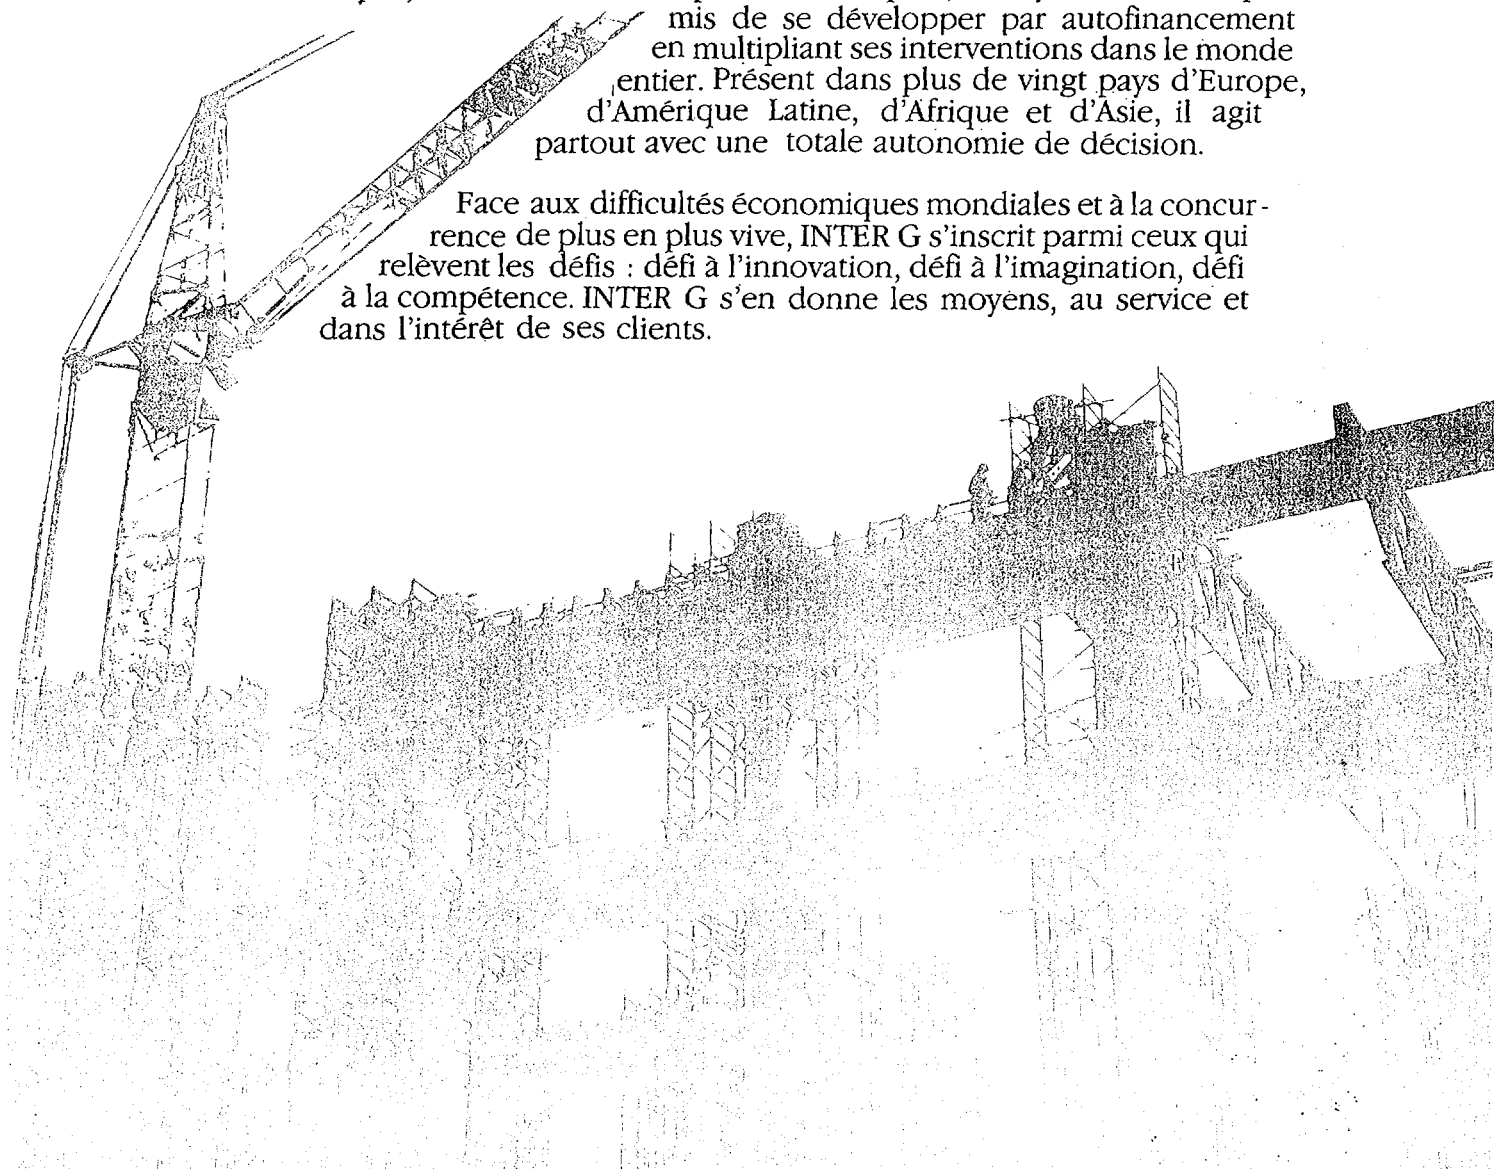 mis de se développer par autofinancement
en multipliant ses interventions dans le monde
entier. Présent dans plus de vingt pays d'Europe,
d'Amérique Latine, d'Afrique et d'Asie, il agit
partout avec une totale autonomie de décision.
Face aux difficultés économiques mondiales et à la concur-
rence de plus en plus vive, INTER G s'inscrit parmi ceux qui
relèvent les défis : défi à l'innovation, défi à l'imagination, défi
à la compétence. INTER G s'en donne les moyens, au service et
dans l'intérêt de ses clients.